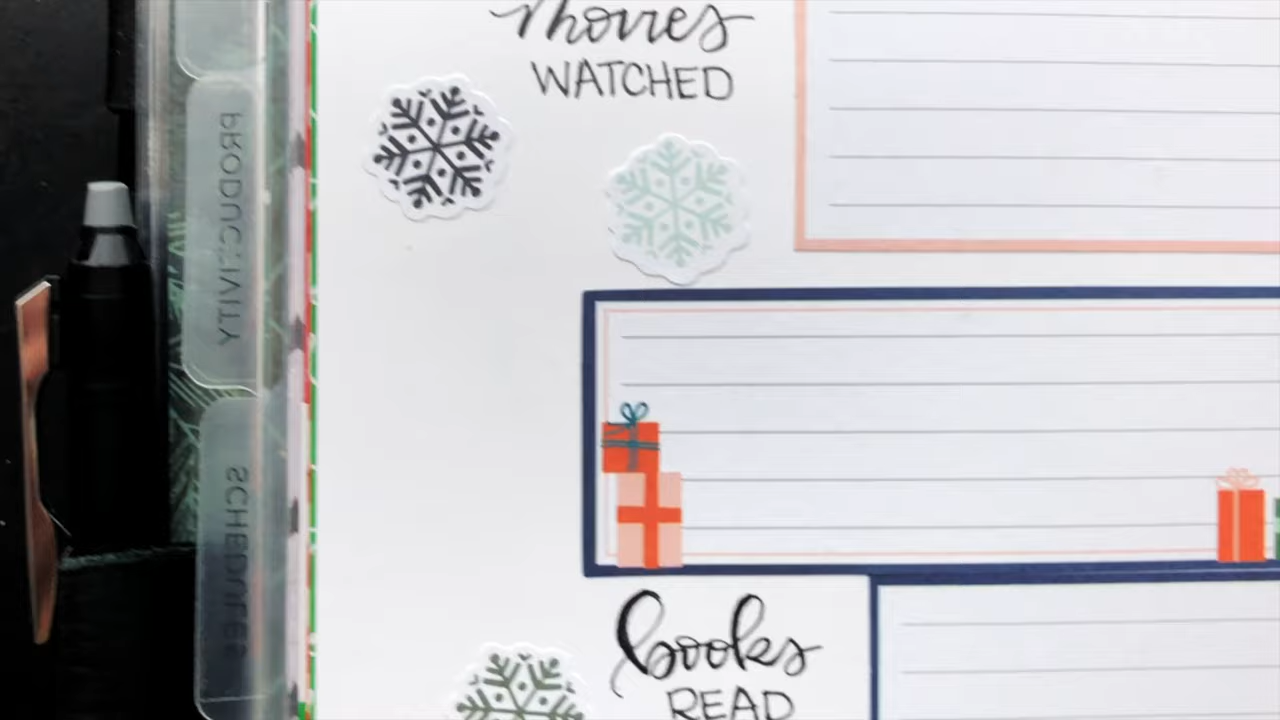 movies
WATCHED
PRODUCTIVITY
SCHEDULES
books
READ